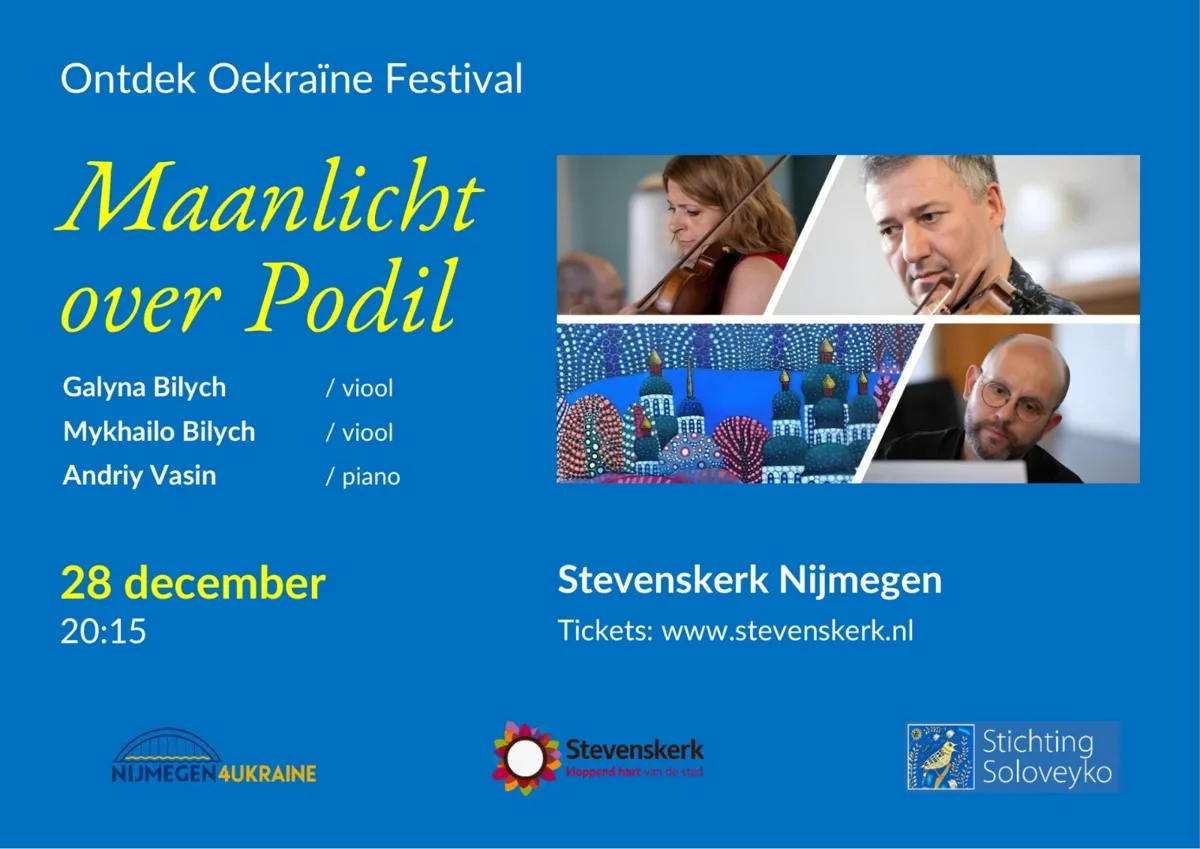 Ontdek Oekraïne Festival
Maanlicht
over Podil
Galyna Bilych / viool
Mykhailo Bilych / viool
Andriy Vasin / piano
28 december
20:15
Stevenskerk Nijmegen
Tickets: www.stevenskerk.nl
NIJMEGEN4UKRAINE
Stevenskerk
kloppend hart van de stad
Stichting
Soloveyko